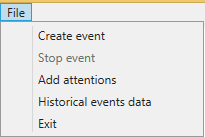 File
Create event
Stop event
Add attentions
Historical events data
Exit